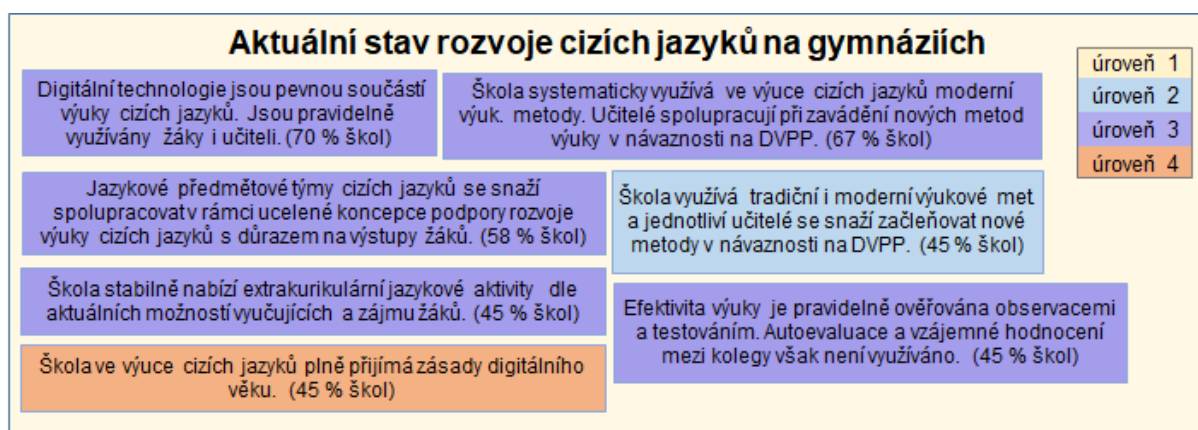 Aktuální stav rozvoje cizích jazyků na gymnáziích
úroveň 1
úroveň 2
úroveň 3
úroveň 4
Digitální technologie jsou pevnou součástí
výuky cizích jazyků. Jsou pravidelně
využívány žáky i učiteli. (70 % škol)
Škola systematicky využívá ve výuce cizích jazyků moderní
výuk. metody. Učitelé spolupracují při zavádění nových metod
výuky v návaznosti na DVPP. (67 % škol)
Jazykové předmětové týmy cizích jazyků se snaží
spolupracovat v rámci ucelené koncepce podpory rozvoje
výuky cizích jazyků s důrazem na výstupy žáků. (58 % škol)
Škola využívá tradiční i moderní výukové met.
a jednotliví učitelé se snaží začleňovat nové
metody v návaznosti na DVPP. (45 % škol)
Škola stabilně nabízí extrakurikulární jazykové aktivity dle
aktuálních možností vyučujících a zájmu žáků. (45 % škol)
Efektivita výuky je pravidelně ověřována observacemi
a testováním. Autoevaluace a vzájemné hodnocení
mezi kolegy však není využíváno. (45 % škol)
Škola ve výuce cizích jazyků plně přijímá zásady digitálního
věku. (45 % škol)